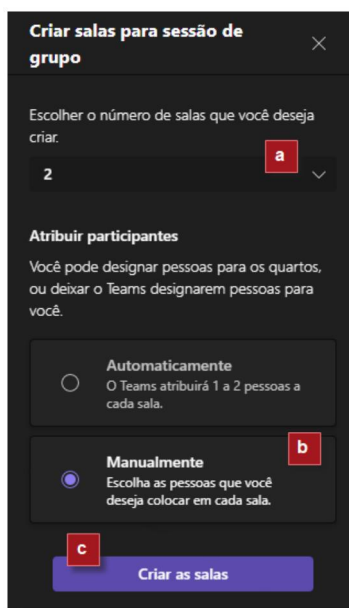 Criar salas para sessão de
grupo
Escolher o número de salas que você deseja
criar.
a
2
Atribuir participantes
Você pode designar pessoas para os quartos,
ou deixar o Teams designarem pessoas para
você.
Automaticamente
O Teams atribuirá 1 a 2 pessoas a
cada sala.
b
Manualmente
Escolha as pessoas que você
deseja colocar em cada sala.
c
Criar as salas